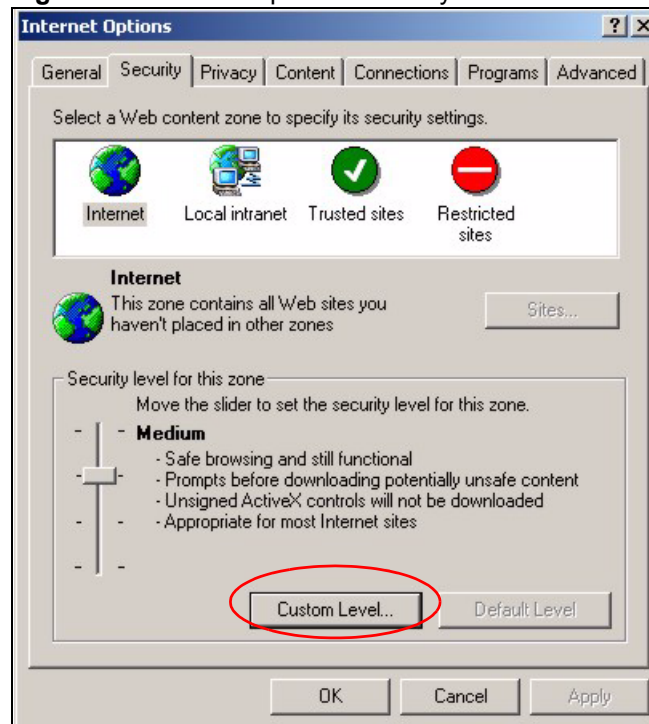 Internet Options
General Security Privacy Content Connections Programs Advanced
Select a Web content zone to specify its security settings.
Internet
Local intranet
Trusted sites
Restricted
sites
Internet
This zone contains all Web sites you
haven't placed in other zones
Sites...
Security level for this zone
Move the slider to set the security level for this zone.
Medium
- Safe browsing and still functional
- Prompts before downloading potentially unsafe content
- Unsigned ActiveX controls will not be downloaded
- Appropriate for most Internet sites
Custom Level...
Default Level
OK
Cancel
Apply